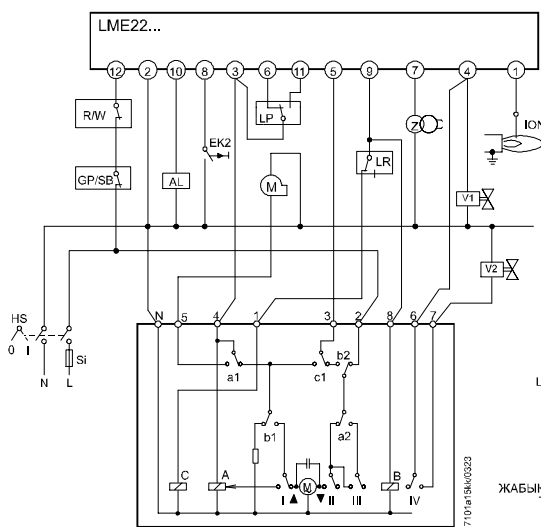 LME22...
12 2 10 8 3 6 11 5 9 7 4 1
R/W
LP
EK2
Z
ION
GP/SB
AL
M
LR
V1
V2
HS
0 I
Si
N L
N 5 4 1 3 2 8 6 7
a1 c1 b2
b1 a2
C A I M II III B IV
7101a15kk/0323
ЖАБЫ